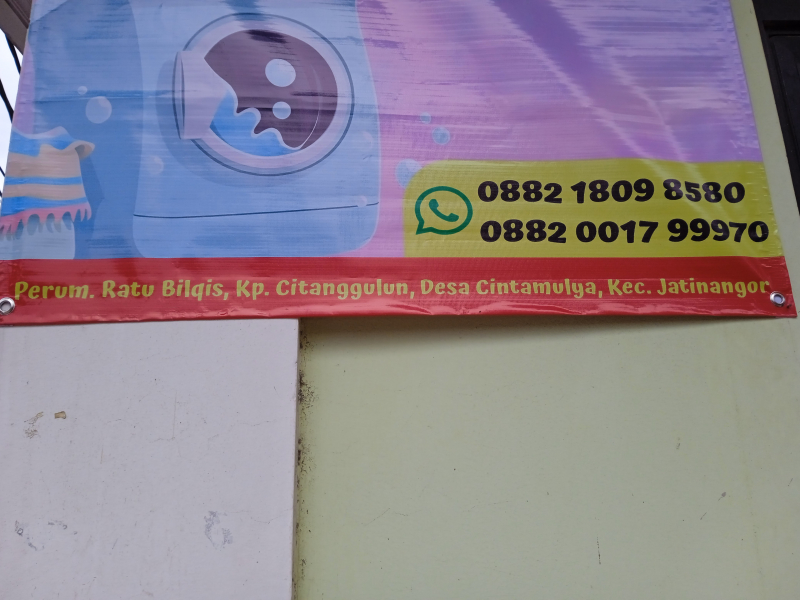 0882 1809 8580
0882 0017 99970
Perum. Ratu Bilqis, Kp. Citanggulun, Desa Cintamulya, Kec. Jatinangor